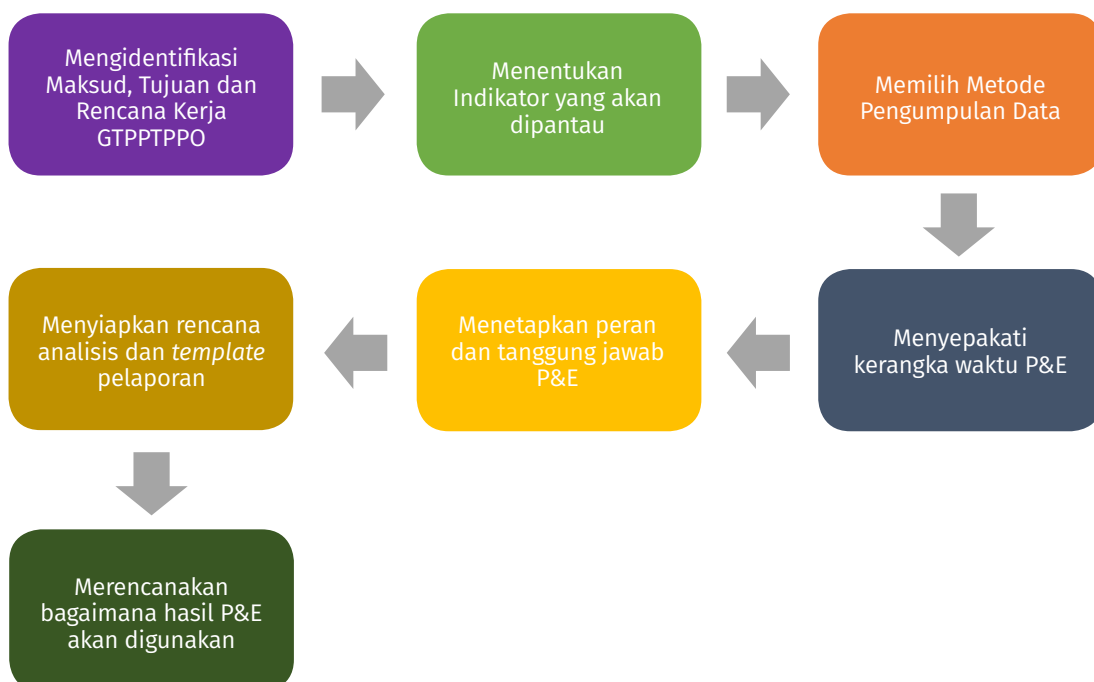 Mengidentifikasi
Maksud, Tujuan dan
Rencana Kerja
GTPPTPPO
Menentukan
Indikator yang akan
dipantau
Memilih Metode
Pengumpulan Data
Menyepakati
kerangka waktu P&E
Menetapkan peran
dan tanggung jawab
P&E
Menyiapkan rencana
analisis dan template
pelaporan
Merencanakan
bagaimana hasil P&E
akan digunakan